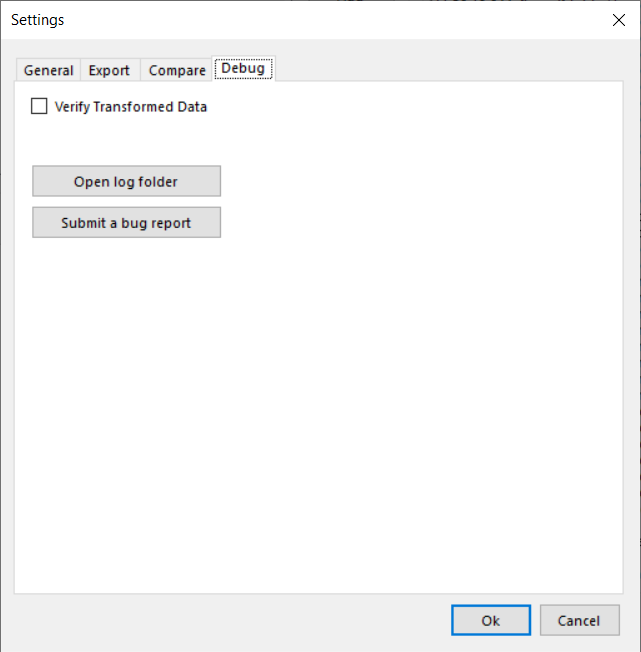 Settings
General Export Compare Debug
Verify Transformed Data
Open log folder
Submit a bug report
Ok Cancel